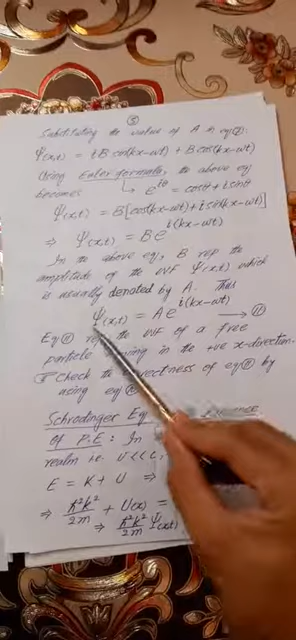 5
Substituting the value of A in eq
Ψ(x,t) = iB sin(kx-ωt) + B cos(kx-ωt)
Using Euler formula, the above eq
becomes ↳ e^iθ = cosθ + isinθ
Ψ(x,t) = B[cos(kx-ωt) + i sin(kx-ωt)]
⇒ Ψ(x,t) = B e^i(kx-ωt)
In the above eq, B rep the
amplitude of the WF Ψ(x,t) which
is usually denoted by A. Thus
Ψ(x,t) = A e^i(kx-ωt) → 11
Eq 11 rep the WF of a free
particle moving in the +ve x-direction.
Check the correctness of eq 11 by
using eq
Schrodinger Eq
of P.E: In
realm i.e. U << C,
E = K + U ⇒
⇒ ħ²k²/2m + U(x) =
⇒ ħ²k²/2m Ψ(x,t)